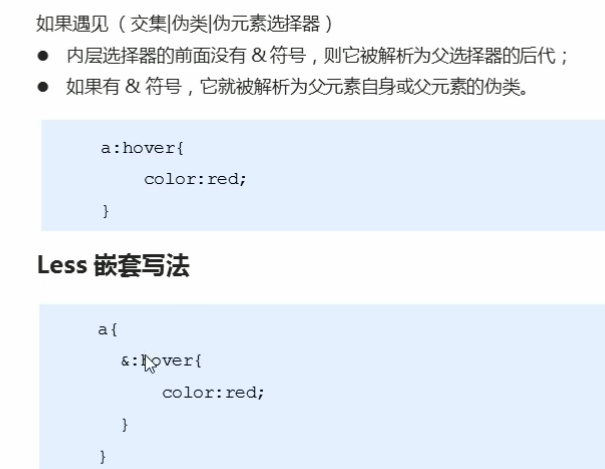 如果遇见 （ 交集|伪类|伪元素选择器 ）
● 内层选择器的前面没有 & 符号，则它被解析为父选择器的后代；
● 如果有 & 符号，它就被解析为父元素自身或父元素的伪类。
a:hover{
color:red;
}
Less 嵌套写法
a{
&:hover{
color:red;
}
}